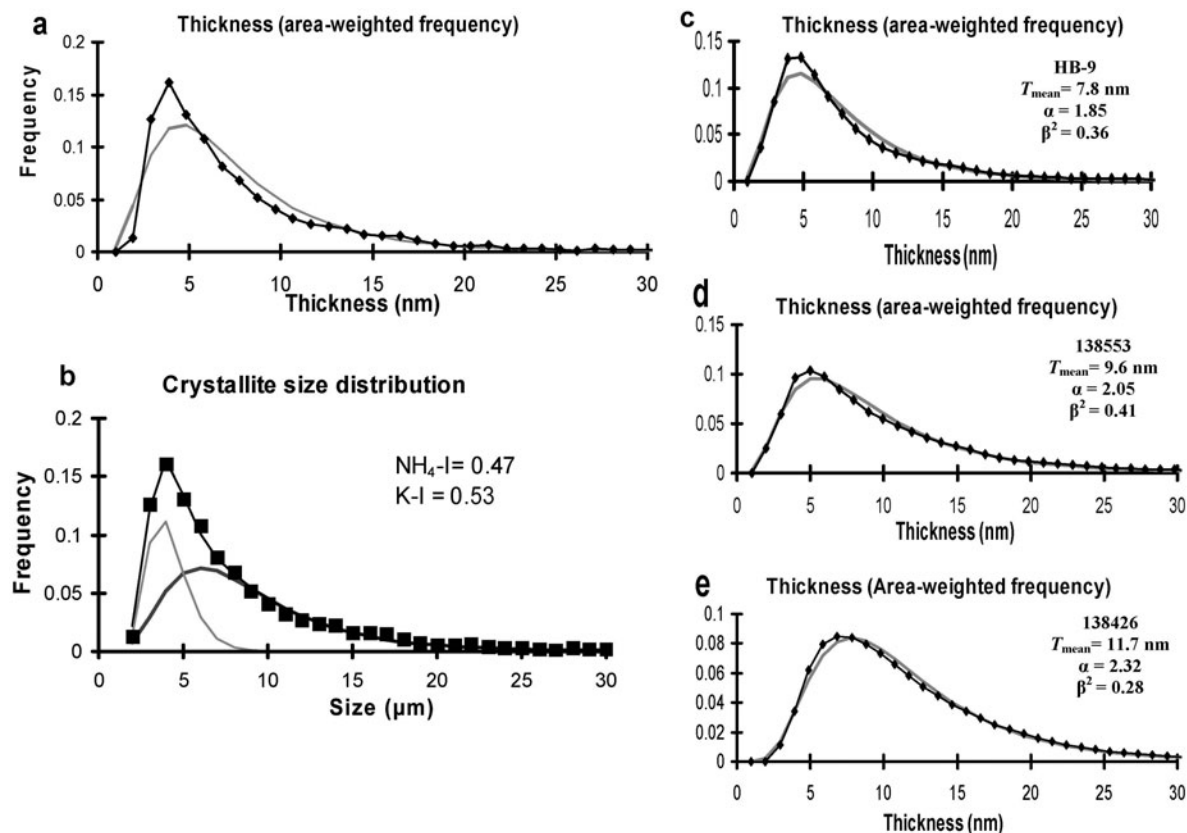 a
Thickness (area-weighted frequency)
Frequency
0.2
0.15
0.1
0.05
0
0 5 10 15 20 25 30
Thickness (nm)
b
Crystallite size distribution
Frequency
0.2
0.15
0.1
0.05
0
NH₄-I= 0.47
K-I = 0.53
0 5 10 15 20 25 30
Size (µm)
c
Thickness (area-weighted frequency)
0.15
0.1
0.05
0
HB-9
Tmean= 7.8 nm
α = 1.85
β² = 0.36
0 5 10 15 20 25 30
Thickness (nm)
d
Thickness (area-weighted frequency)
0.15
0.1
0.05
0
138553
Tmean= 9.6 nm
α = 2.05
β² = 0.41
0 5 10 15 20 25 30
Thickness (nm)
e
Thickness (Area-weighted frequency)
0.1
0.08
0.06
0.04
0.02
0
138426
Tmean= 11.7 nm
α = 2.32
β² = 0.28
0 5 10 15 20 25 30
Thickness (nm)